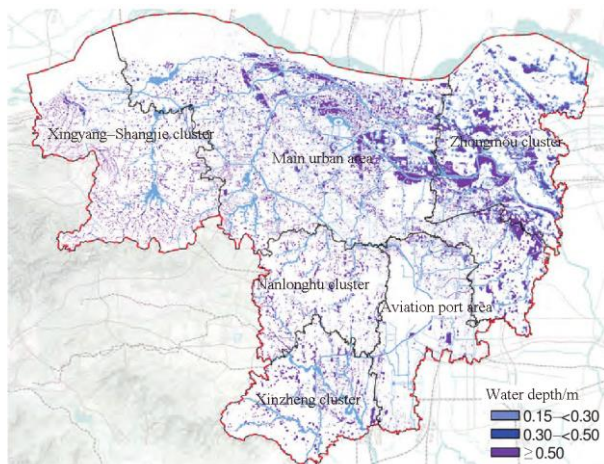 Xingyang–Shangjie cluster
Main urban area
Zhongmou cluster
Nanlonghu cluster
Aviation port area
Xinzheng cluster
Water depth/m
0.15—<0.30
0.30—<0.50
≥0.50